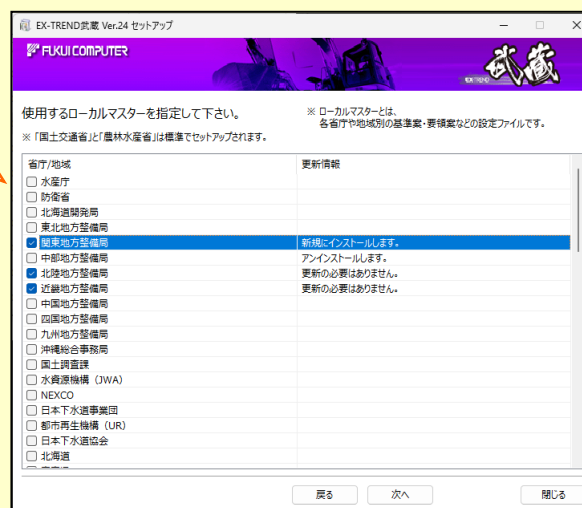 EX-TREND武蔵 Ver.24 セットアップ
FUKUI COMPUTER
EX-TREND 武蔵
使用するローカルマスターを指定して下さい。
※「国土交通省」と「農林水産省」は標準でセットアップされます。
※ ローカルマスターとは、
各省庁や地域別の基準案・要領案などの設定ファイルです。
省庁/地域 更新情報
水産庁
防衛省
北海道開発局
東北地方整備局
関東地方整備局 新規にインストールします。
中部地方整備局 アンインストールします。
北陸地方整備局 更新の必要はありません。
近畿地方整備局 更新の必要はありません。
中国地方整備局
四国地方整備局
九州地方整備局
沖縄総合事務局
国土調査課
水資源機構（JWA）
NEXCO
日本下水道事業団
都市再生機構（UR）
日本下水道協会
北海道
戻る 次へ 閉じる